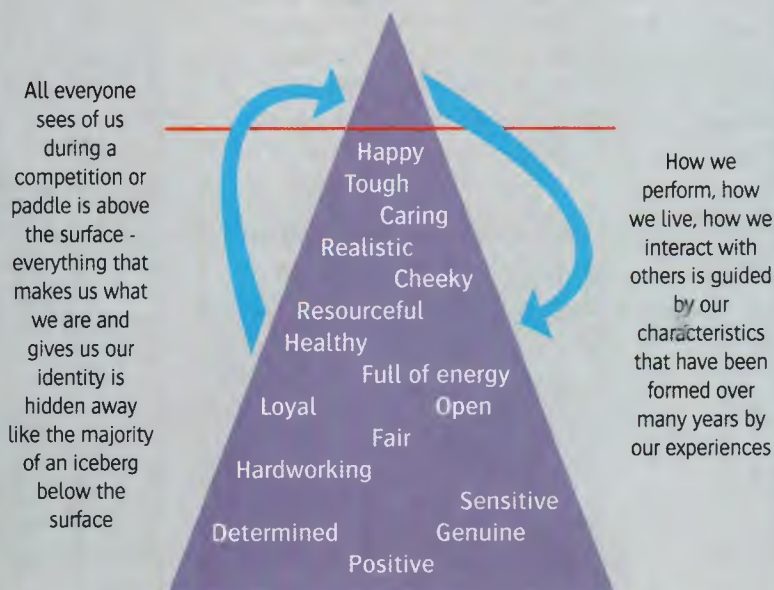 All everyone
sees of us
during a
competition or
paddle is above
the surface -
everything that
makes us what
we are and
gives us our
identity is
hidden away
like the majority
of an iceberg
below the
surface
Happy
Tough
Caring
Realistic
Cheeky
Resourceful
Healthy
Full of energy
Loyal Open
Fair
Hardworking
Sensitive
Determined Genuine
Positive
How we
perform, how
we live, how we
interact with
others is guided
by our
characteristics
that have been
formed over
many years by
our experiences